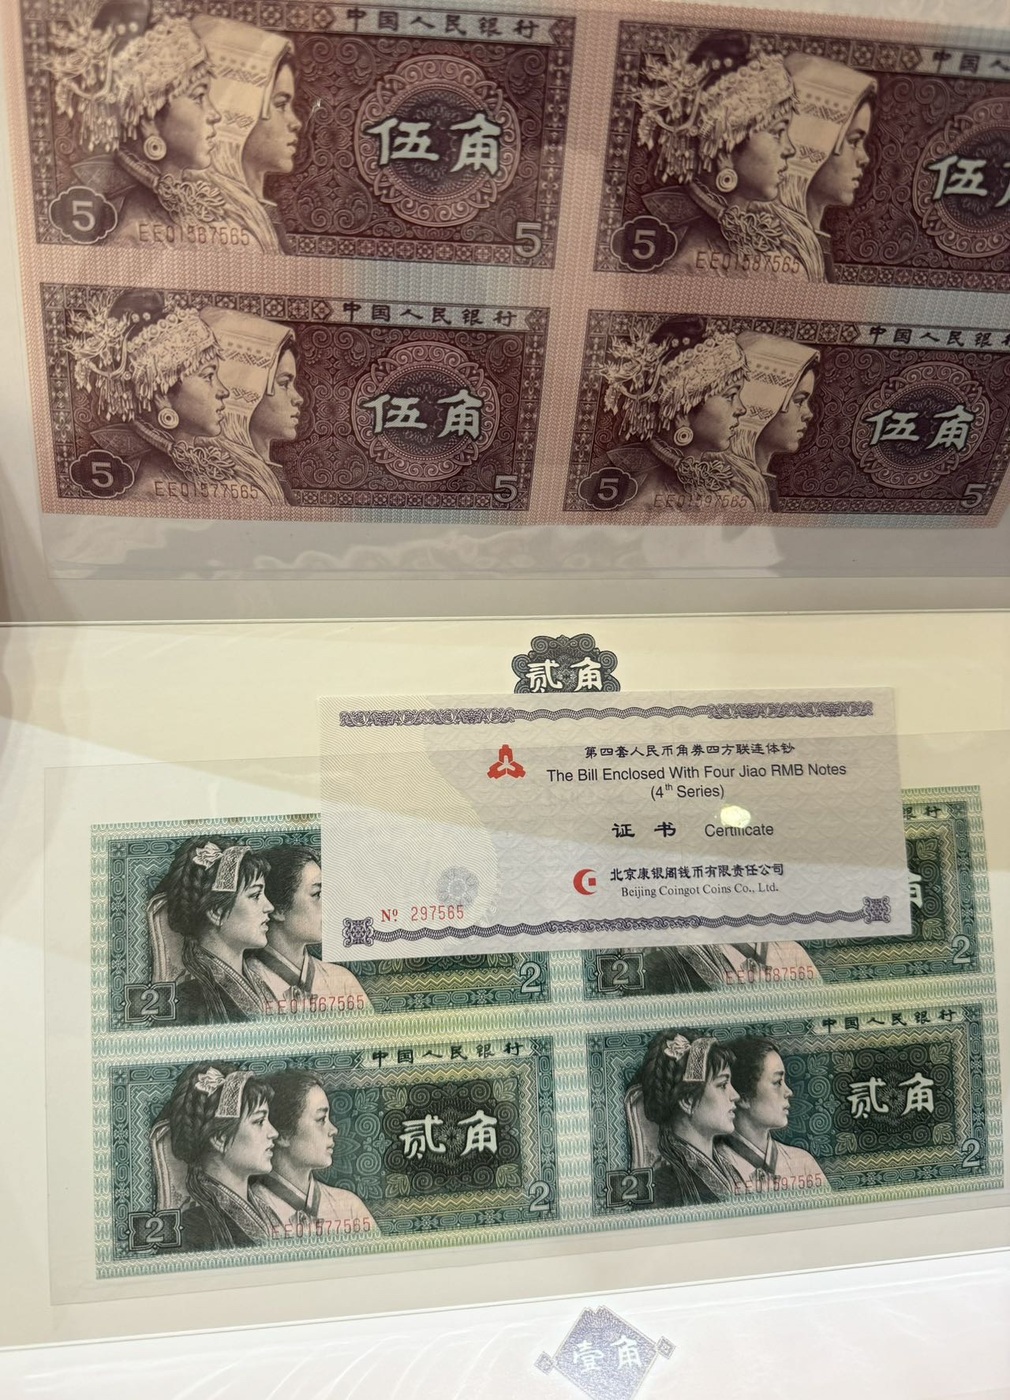 中国人民银行
中国人
伍角
伍角
5
EE01567565
5
5
EE01587565
中国人民银行
中国人民银行
伍角
伍角
5
EE01577565
5
5
EE01597565
5
贰角
第四套人民币角券四方联连体钞
The Bill Enclosed With Four Jiao RMB Notes
(4th Series)
证书 Certificate
北京康银阁钱币有限责任公司
Beijing Coingot Coins Co., Ltd.
Nº 297565
银行
角
2
EE01567565
2
2
EE01587565
2
中国人民银行
中国人民银行
贰角
贰角
2
EE01577565
2
2
EE01597565
2
壹角